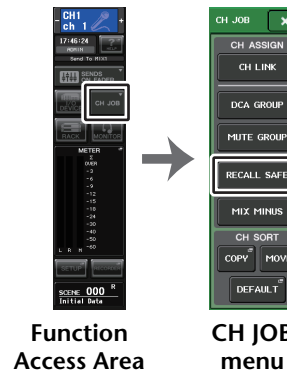 CH1
ch 1
17:46:24
ADMIN
Send To MIX1
SENDS
ON FADER
DEVICE
CH JOB
RACK
MONITOR
METER
Σ
OVER
-3
-6
-9
-12
-15
-18
-24
-30
-40
-50
-60
L R M
SETUP
RECORDER
SCENE 000 R
Initial Data
Function
Access Area
CH JOB
CH ASSIGN
CH LINK
DCA GROUP
MUTE GROUP
RECALL SAFE
MIX MINUS
CH SORT
COPY MOV
DEFAULT
CH JOB
menu